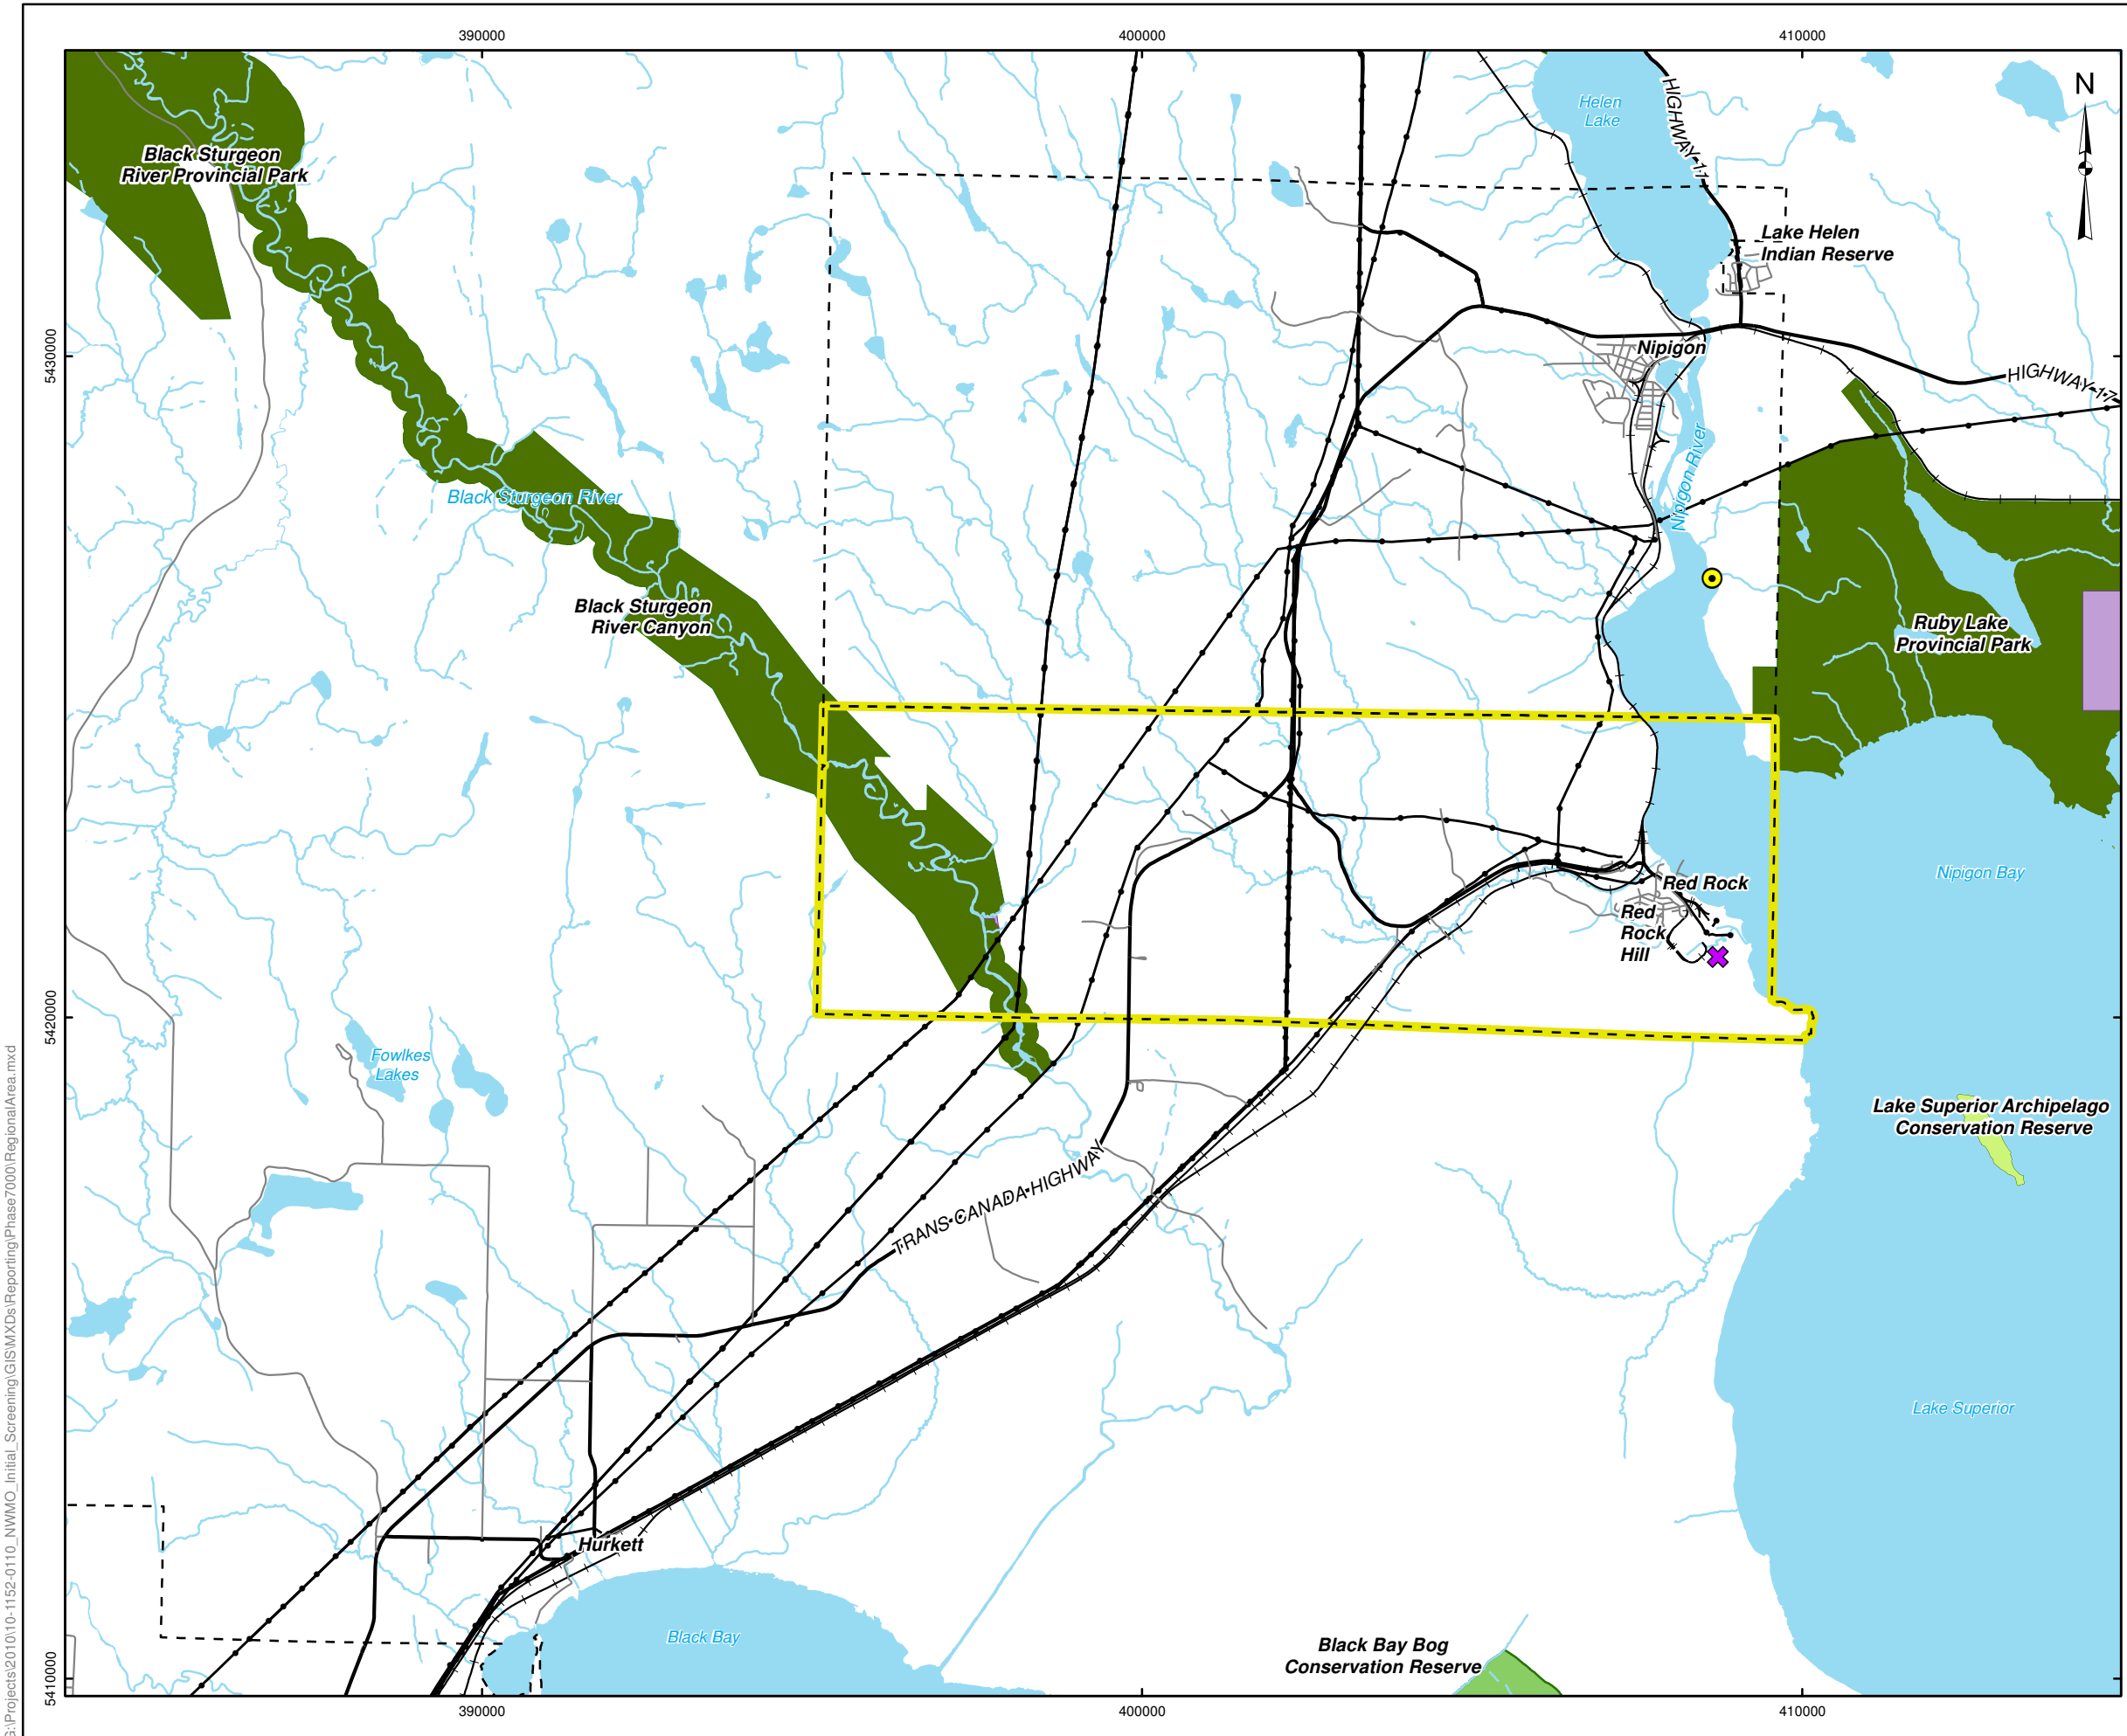 390000
400000
410000
N
Helen
Lake
HIGHWAY 11
Black Sturgeon
River Provincial Park
Lake Helen
Indian Reserve
5430000
Nipigon
HIGHWAY 17
Black Sturgeon River
Nipigon River
Black Sturgeon
River Canyon
Ruby Lake
Provincial Park
Nipigon Bay
Red Rock
Red
Rock
Hill
5420000
Fowlkes
Lakes
Lake Superior Archipelago
Conservation Reserve
TRANS-CANADA HIGHWAY
Lake Superior
Hurkett
Black Bay
Black Bay Bog
Conservation Reserve
5410000
G:\Projects\2010\10-1152-0110_NWMO_Initial_Screening\GIS\MXDs\Reporting\Phase7000\RegionalArea.mxd
390000
400000
410000